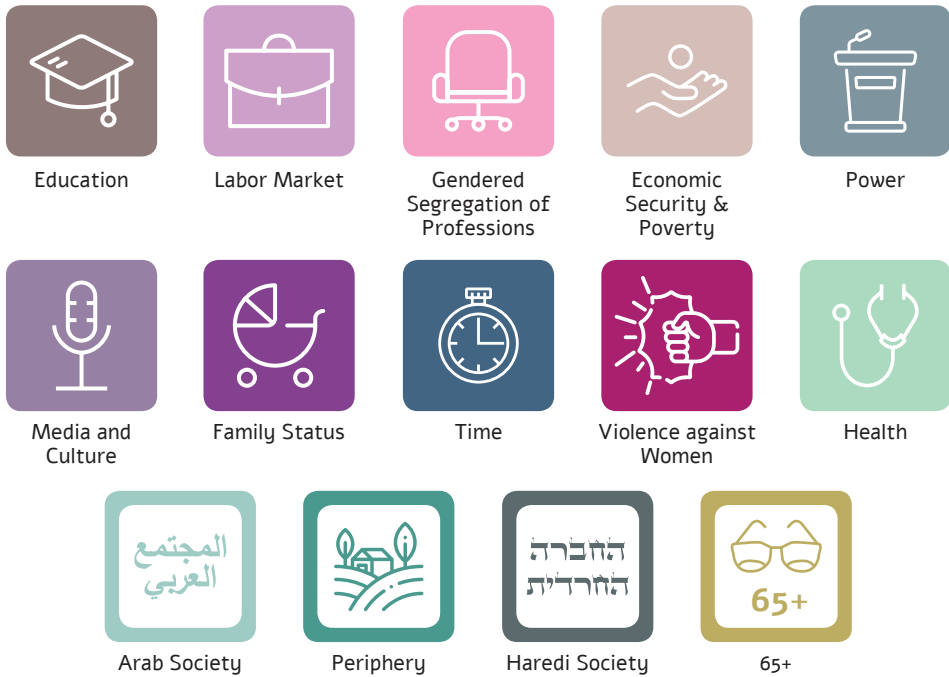 Education
Labor Market
Gendered
Segregation of
Professions
Economic
Security &
Poverty
Power
Media and
Culture
Family Status
Time
Violence against
Women
Health
المجتمع
العربي
החברה
החרדית
65+
Arab Society
Periphery
Haredi Society
65+